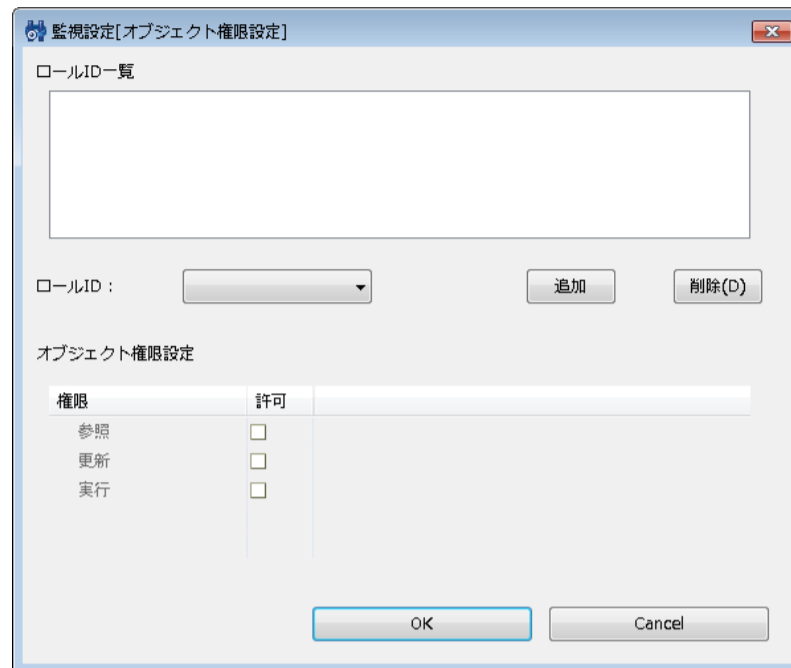 監視設定[オブジェクト権限設定]
ロールID一覧
ロールID： 追加 削除(D)
オブジェクト権限設定
権限 許可
参照
更新
実行
OK Cancel